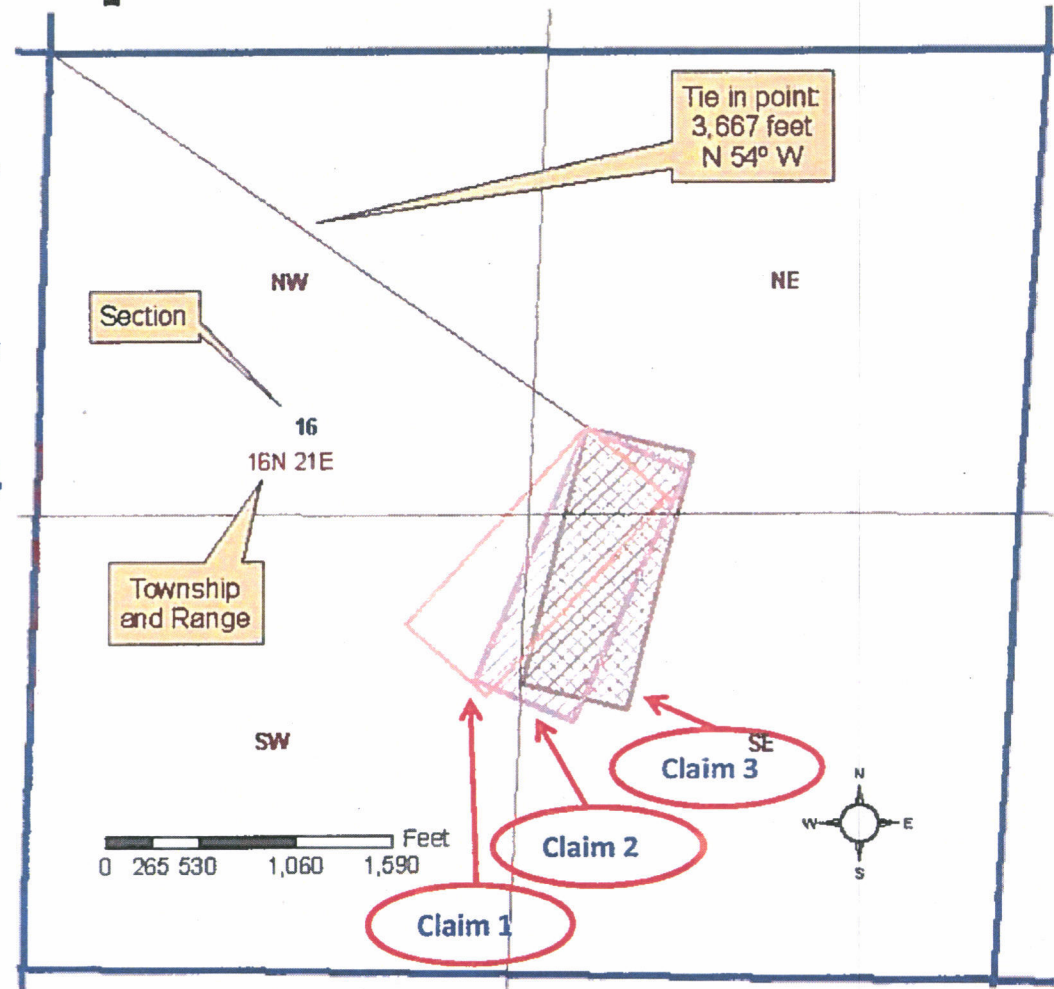 Tie in point:
3,667 feet
N 54º W
NW
NE
Section
16
16N 21E
Township
and Range
SW
SE
Claim 3
N
W
E
S
Feet
0 265 530 1,060 1,590
Claim 2
Claim 1